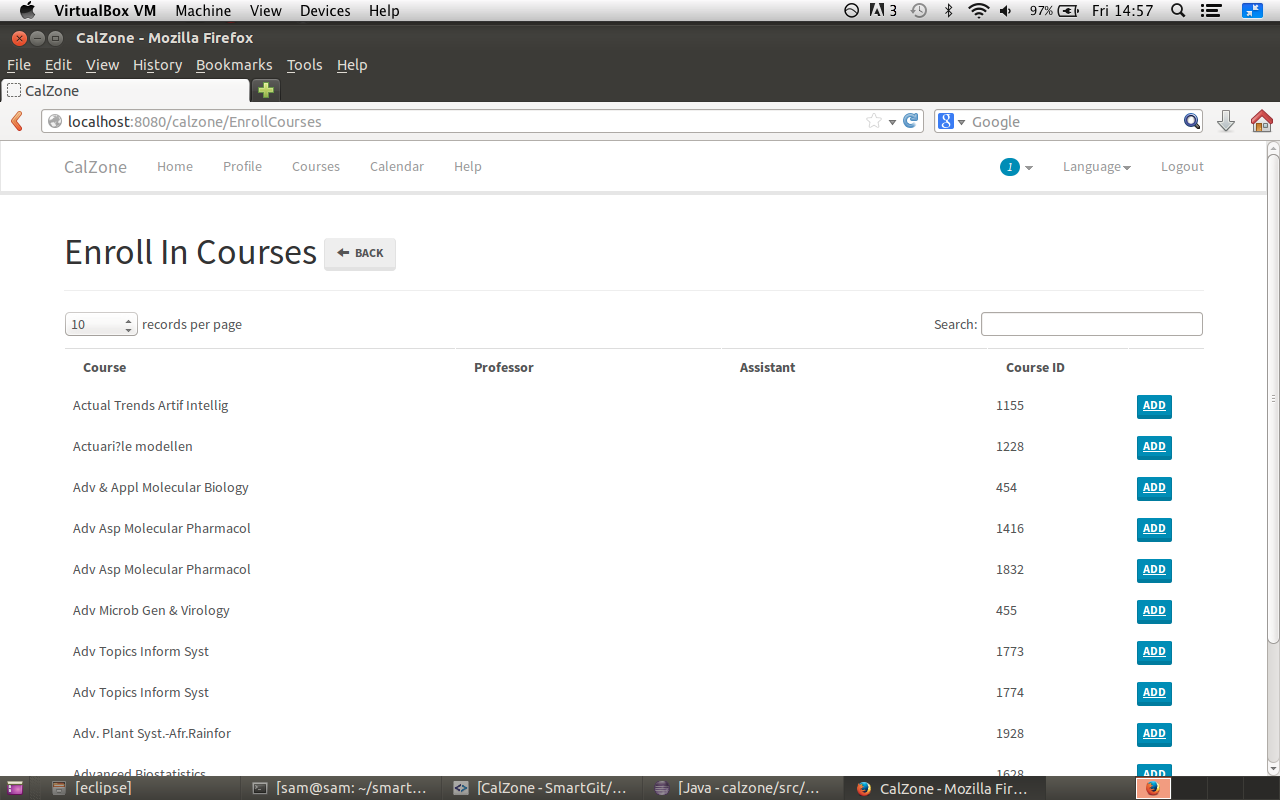 VirtualBox VM Machine View Devices Help 3 97% Fri 14:57
CalZone - Mozilla Firefox
File Edit View History Bookmarks Tools Help
CalZone
localhost:8080/calzone/EnrollCourses Google
CalZone Home Profile Courses Calendar Help 1 Language Logout
Enroll In Courses BACK
10 records per page Search:
Course Professor Assistant Course ID
Actual Trends Artif Intellig 1155 ADD
Actuari?le modellen 1228 ADD
Adv & Appl Molecular Biology 454 ADD
Adv Asp Molecular Pharmacol 1416 ADD
Adv Asp Molecular Pharmacol 1832 ADD
Adv Microb Gen & Virology 455 ADD
Adv Topics Inform Syst 1773 ADD
Adv Topics Inform Syst 1774 ADD
Adv. Plant Syst.-Afr.Rainfor 1928 ADD
Advanced Biostatistics 1628 ADD
[eclipse] [sam@sam: ~/smart... [CalZone - SmartGit/... [Java - calzone/src/... CalZone - Mozilla Fir...